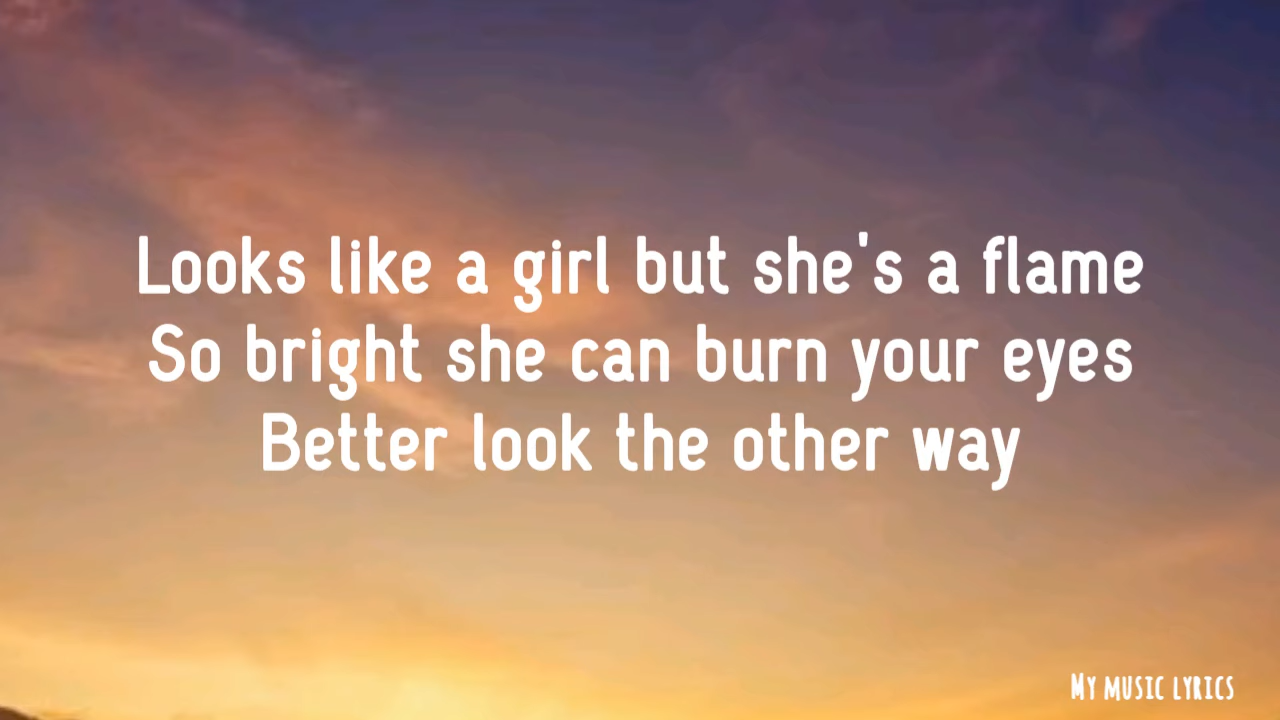 Looks like a girl but she's a flame
So bright she can burn your eyes
Better look the other way
My music lyrics